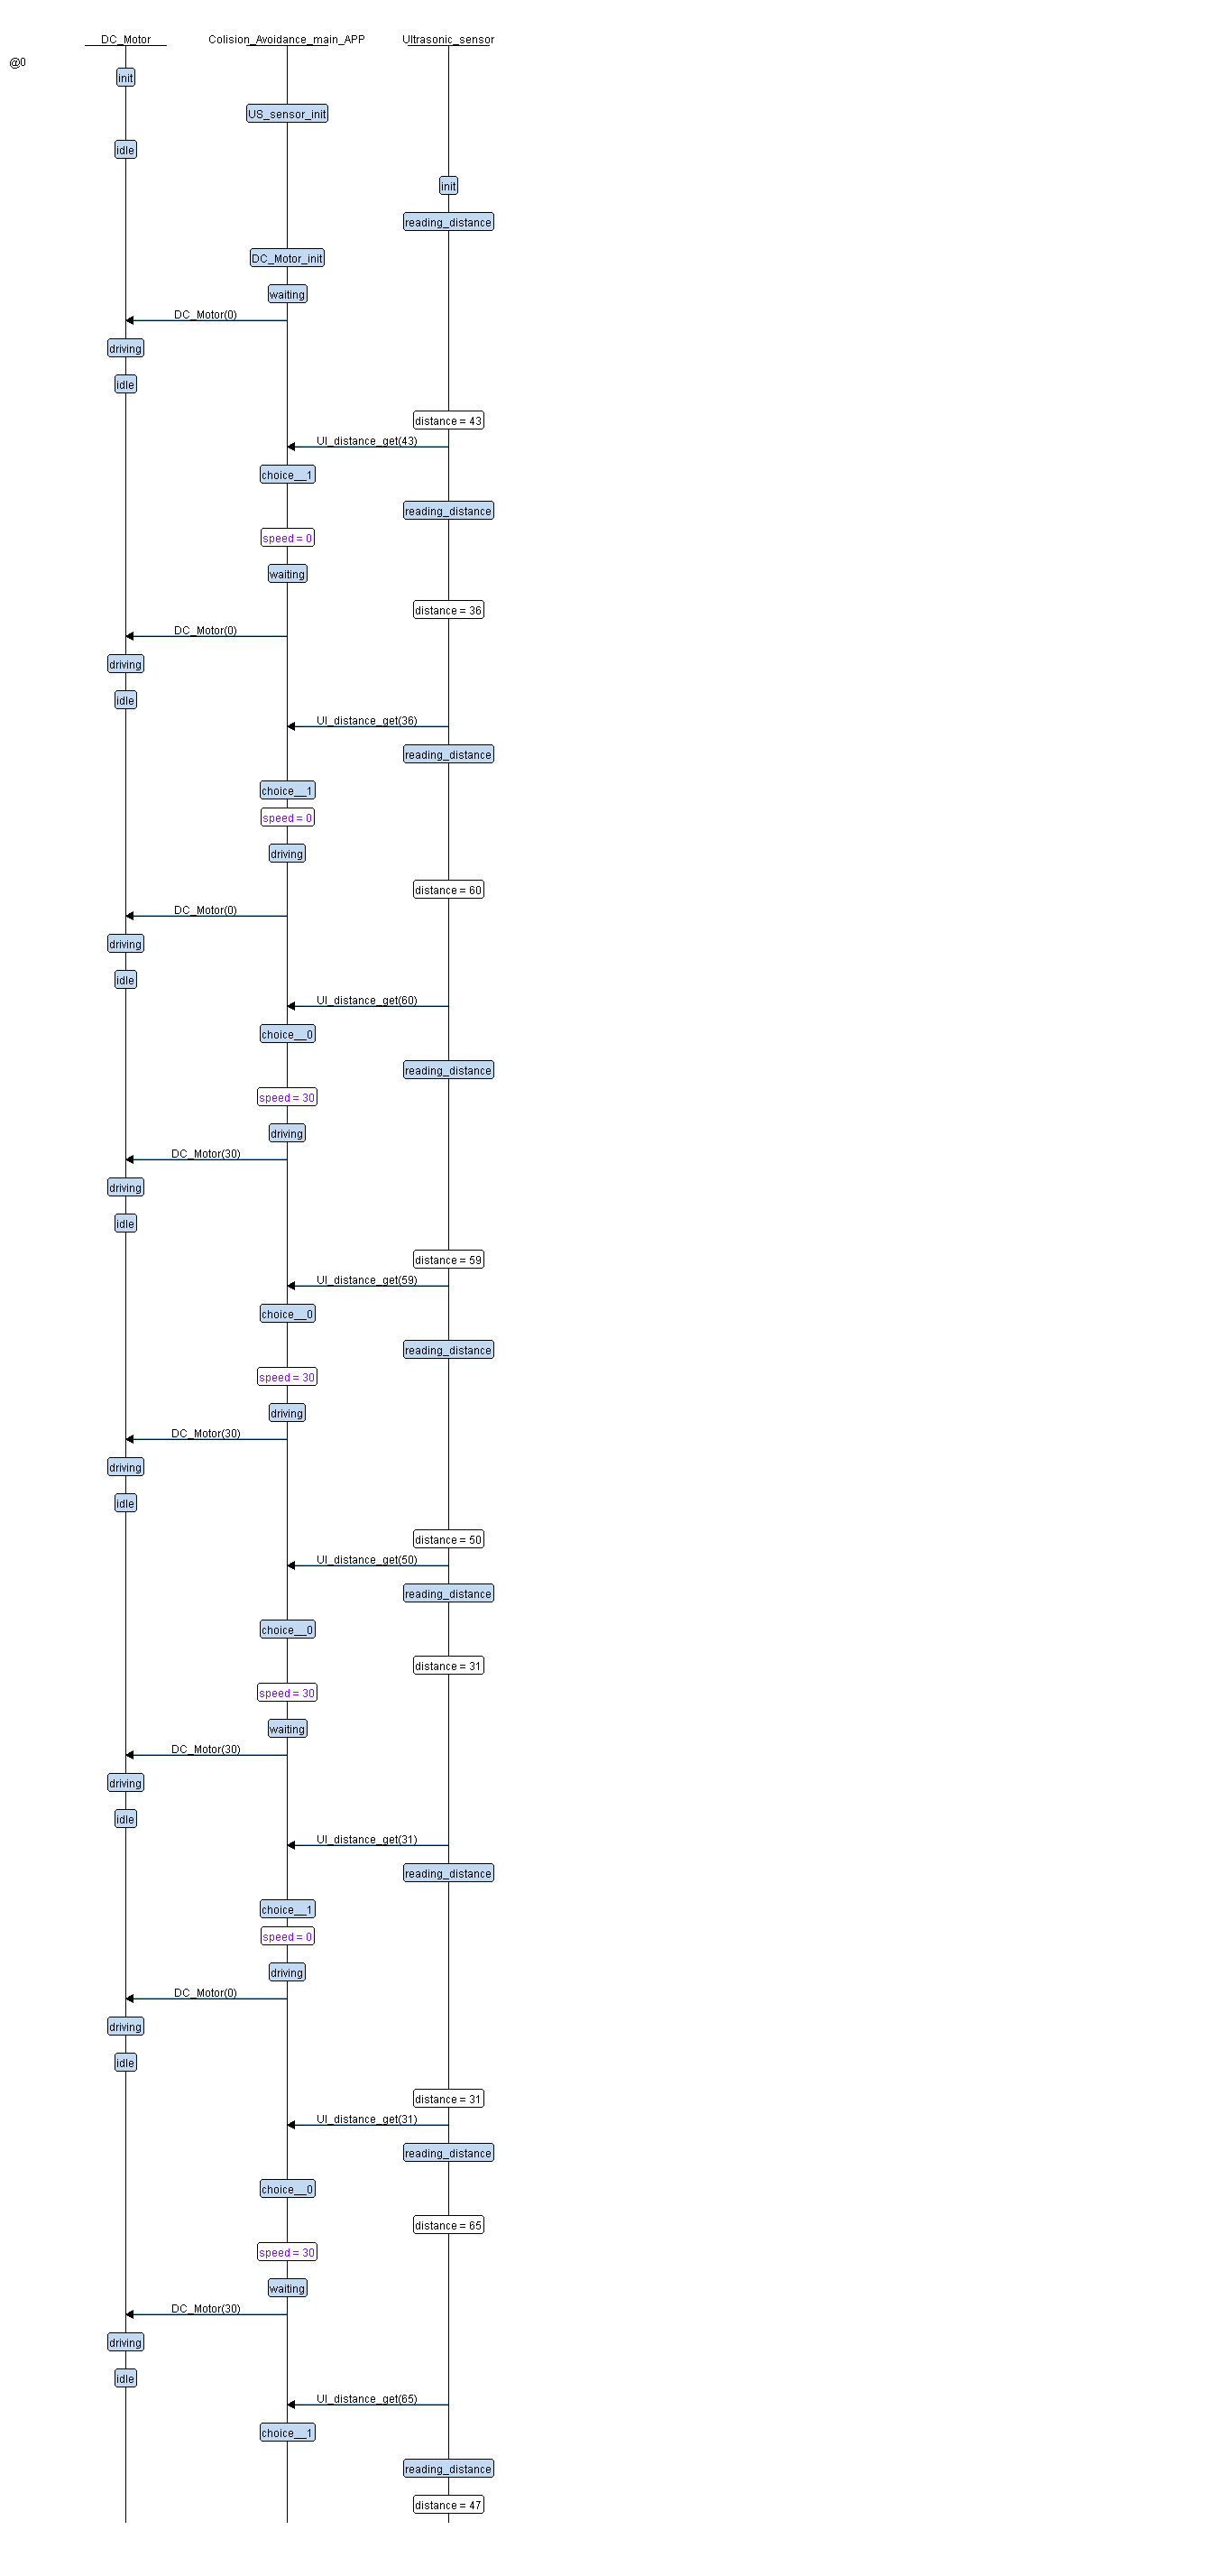 DC_Motor
Colision_Avoidance_main_APP
Ultrasonic_sensor
@0
init
US_sensor_init
idle
init
reading_distance
DC_Motor_init
waiting
DC_Motor(0)
driving
idle
distance = 43
UI_distance_get(43)
choice__1
reading_distance
speed = 0
waiting
distance = 36
DC_Motor(0)
driving
idle
UI_distance_get(36)
reading_distance
choice__1
speed = 0
driving
distance = 60
DC_Motor(0)
driving
idle
UI_distance_get(60)
choice__0
reading_distance
speed = 30
driving
DC_Motor(30)
driving
idle
distance = 59
UI_distance_get(59)
choice__0
reading_distance
speed = 30
driving
DC_Motor(30)
driving
idle
distance = 50
UI_distance_get(50)
reading_distance
choice__0
distance = 31
speed = 30
waiting
DC_Motor(30)
driving
idle
UI_distance_get(31)
reading_distance
choice__1
speed = 0
driving
DC_Motor(0)
driving
idle
distance = 31
UI_distance_get(31)
reading_distance
choice__0
distance = 65
speed = 30
waiting
DC_Motor(30)
driving
idle
UI_distance_get(65)
choice__1
reading_distance
distance = 47